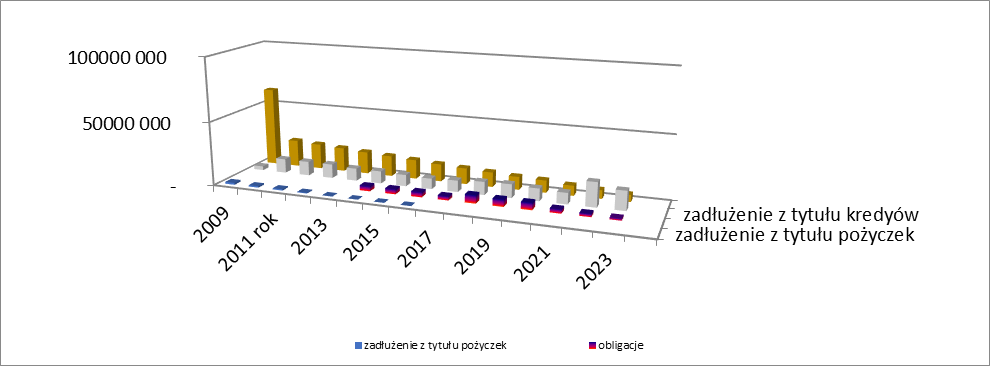 100000 000
50000 000
-
2009
2011 rok
2013
2015
2017
2019
2021
2023
zadłużenie z tytułu kredyów
zadłużenie z tytułu pożyczek
zadłużenie z tytułu pożyczek
obligacje